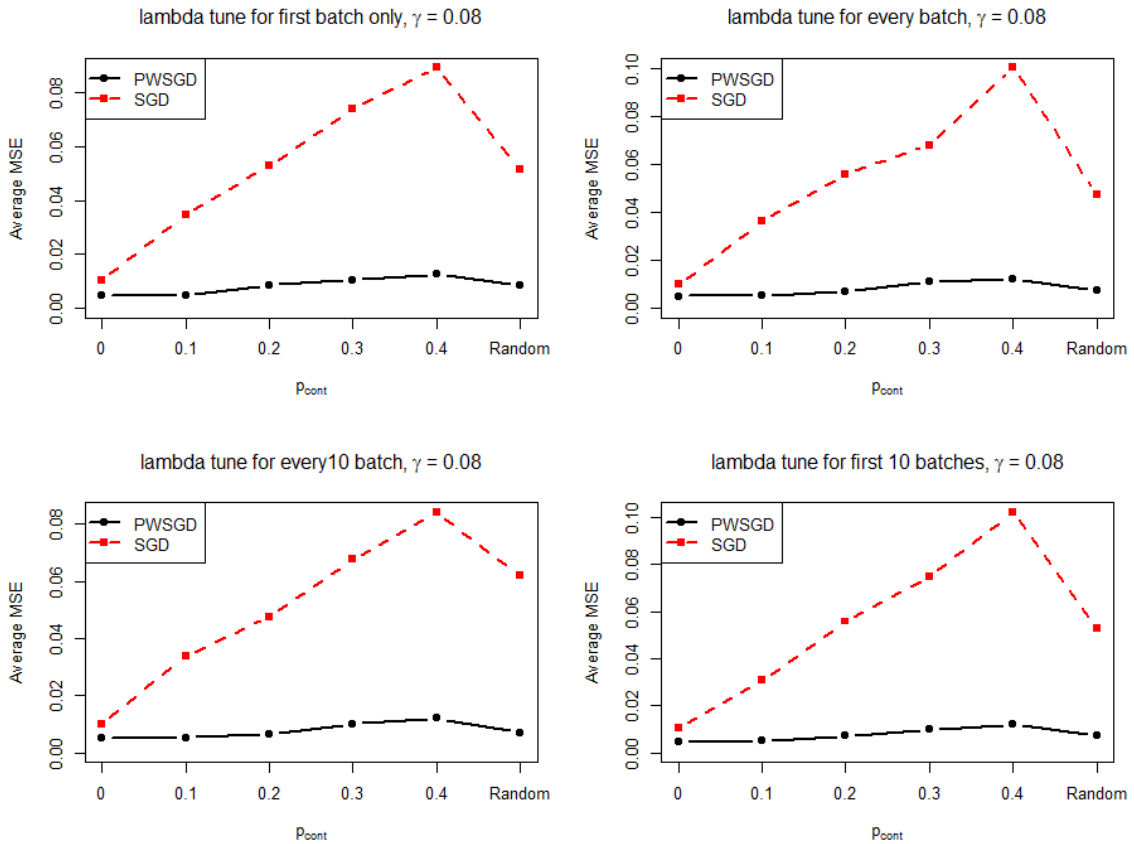 lambda tune for first batch only, γ = 0.08
PWSGD
SGD
Average MSE
0.00
0.02
0.04
0.06
0.08
0 0.1 0.2 0.3 0.4 Random
pcont
lambda tune for every batch, γ = 0.08
PWSGD
SGD
Average MSE
0.00
0.02
0.04
0.06
0.08
0.10
0 0.1 0.2 0.3 0.4 Random
pcont
lambda tune for every10 batch, γ = 0.08
PWSGD
SGD
Average MSE
0.00
0.02
0.04
0.06
0.08
0 0.1 0.2 0.3 0.4 Random
pcont
lambda tune for first 10 batches, γ = 0.08
PWSGD
SGD
Average MSE
0.00
0.02
0.04
0.06
0.08
0.10
0 0.1 0.2 0.3 0.4 Random
pcont